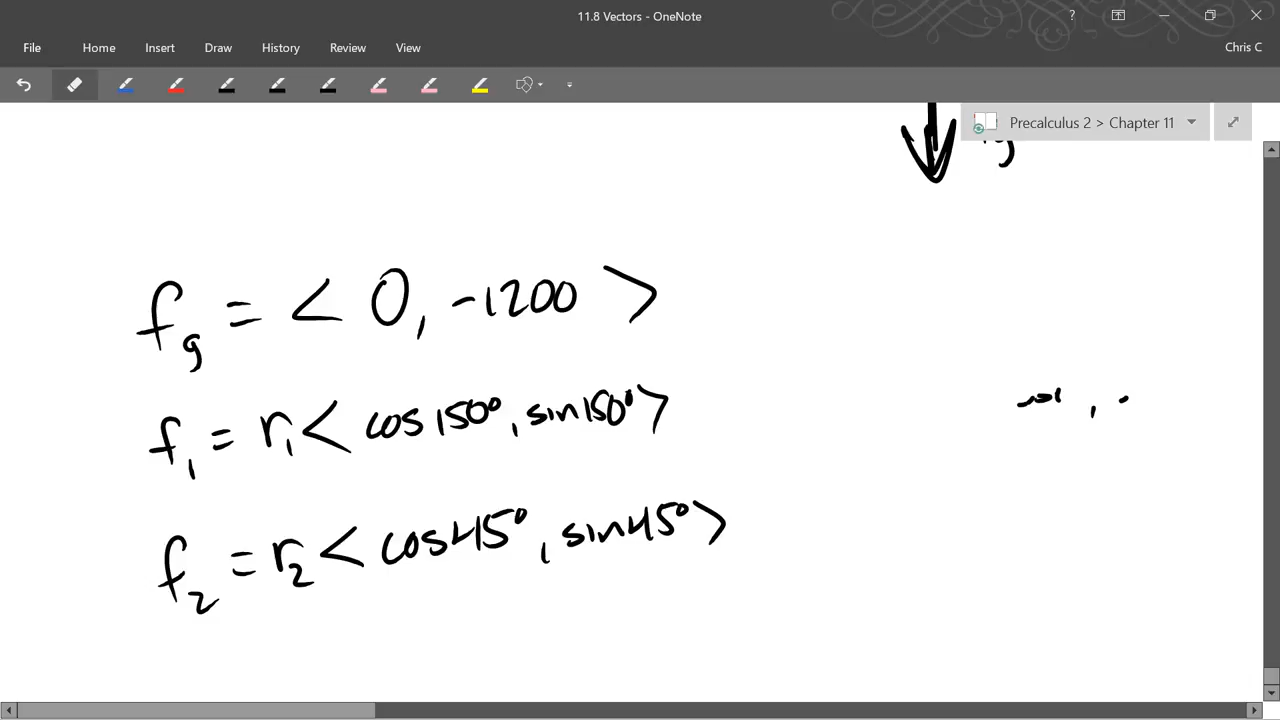 11.8 Vectors - OneNote
?
File Home Insert Draw History Review View Chris C
Precalculus 2 > Chapter 11
g
f_g = < 0, -1200 >
f_1 = r_1 < cos 150°, sin 150° >
f_2 = r_2 < cos 45°, sin 45° >